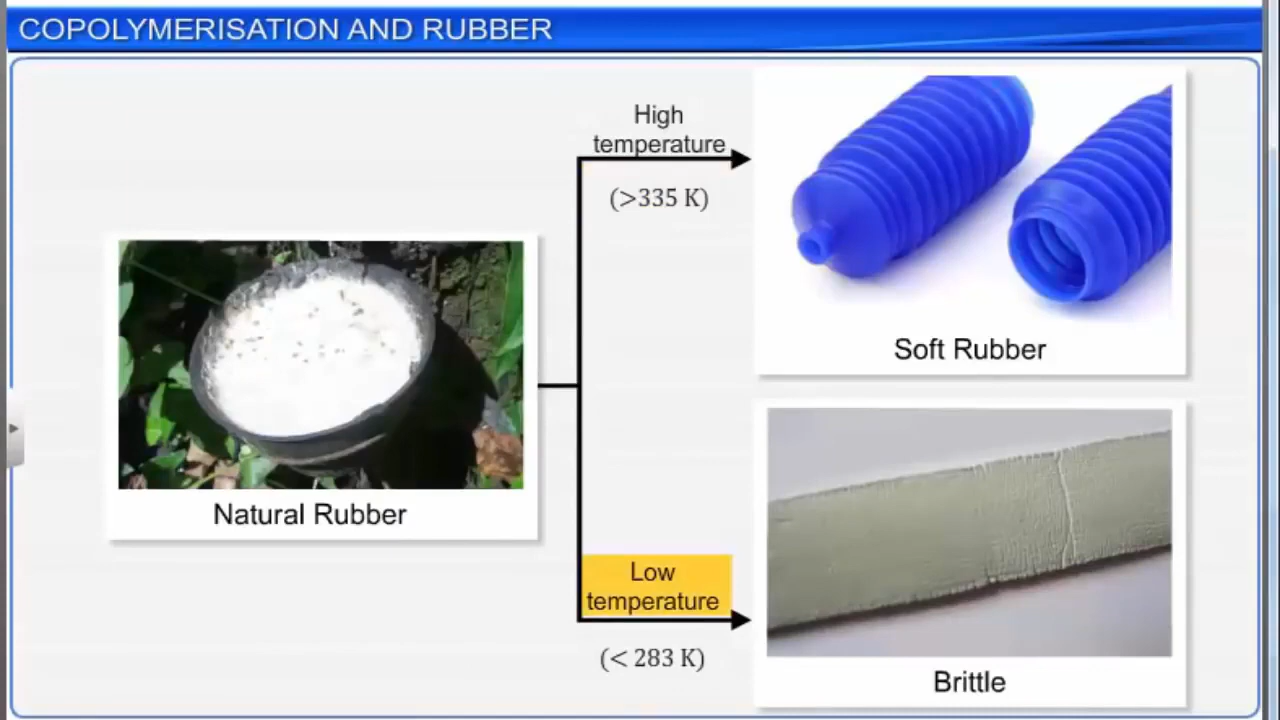 COPOLYMERISATION AND RUBBER
High
temperature
(>335 K)
Soft Rubber
Natural Rubber
Low
temperature
(< 283 K)
Brittle